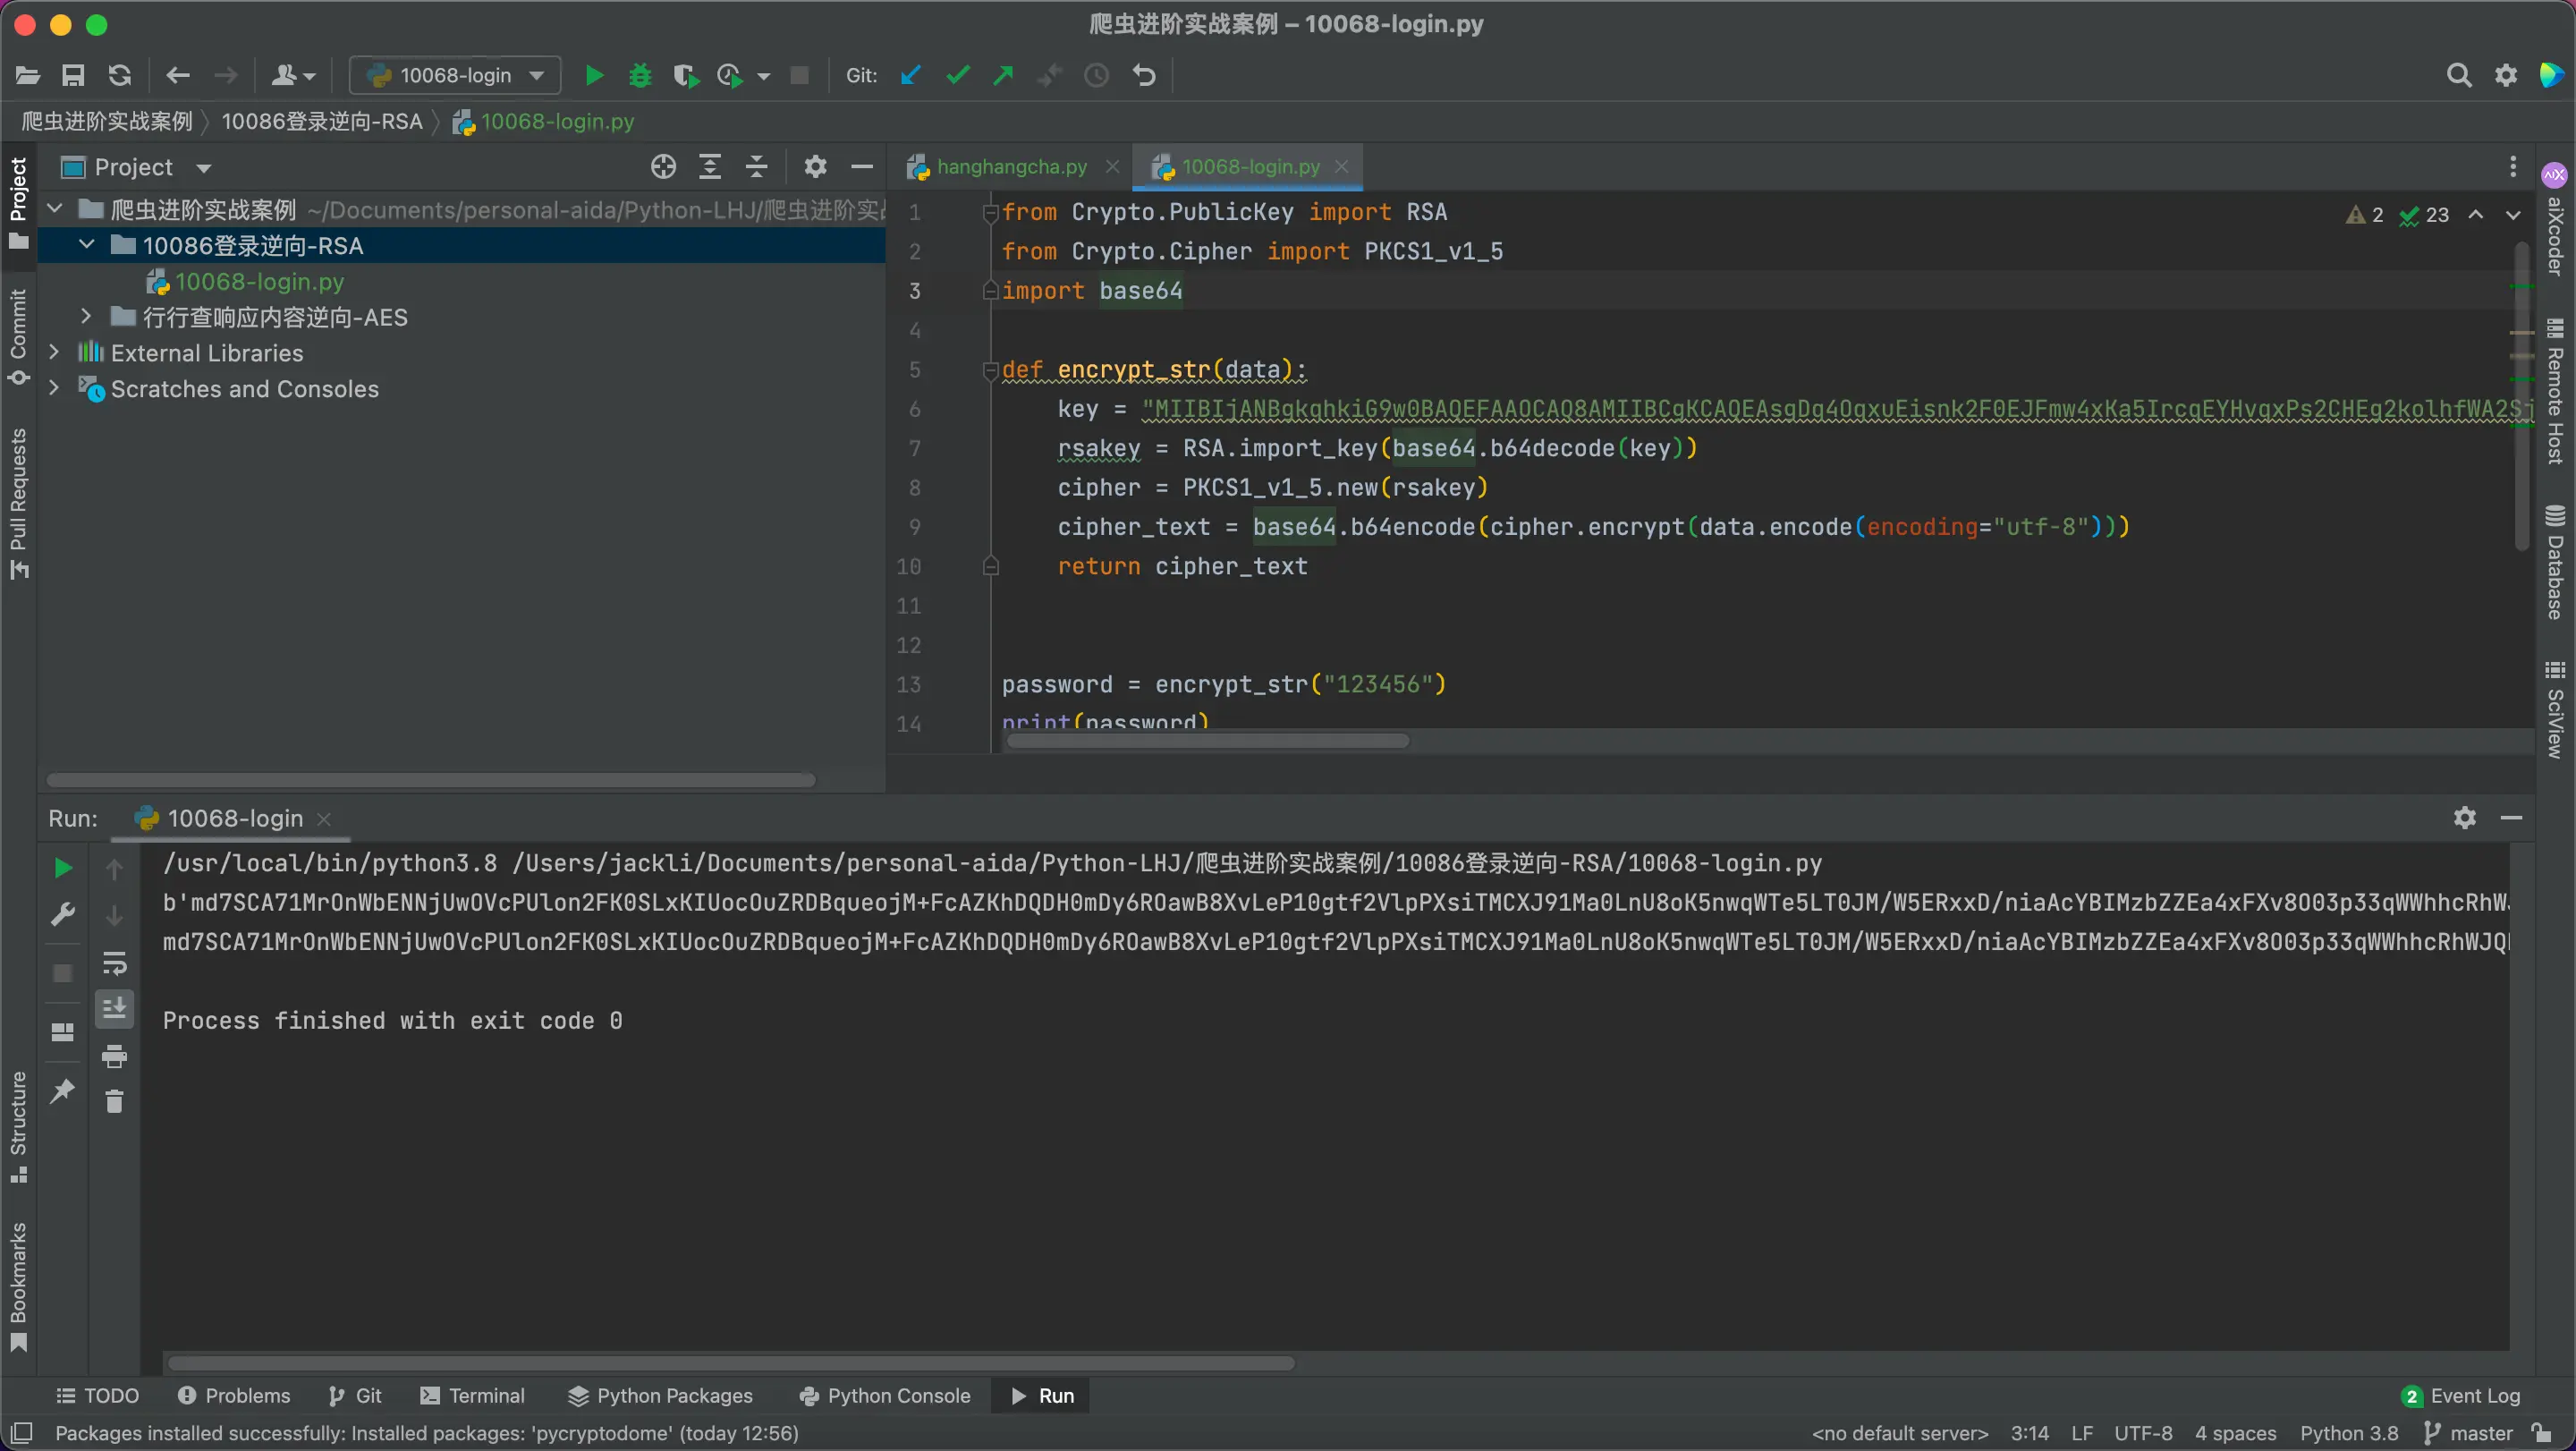 爬虫进阶实战案例 – 10068-login.py
10068-login
Git:
爬虫进阶实战案例 〉 10086登录逆向-RSA 〉 10068-login.py
Project
hanghangcha.py
10068-login.py
爬虫进阶实战案例 ~/Documents/personal-aida/Python-LHJ/爬虫进阶实
10086登录逆向-RSA
10068-login.py
行行查响应内容逆向-AES
External Libraries
Scratches and Consoles
Project
Commit
Pull Requests
Structure
Bookmarks
2 23
1 from Crypto.PublicKey import RSA
2 from Crypto.Cipher import PKCS1_v1_5
3 import base64
4
5 def encrypt_str(data):
6 key = "MIIBIjANBgkqhkiG9w0BAQEFAAOCAQ8AMIIBCgKCAQEAsgDq4OqxuEisnk2F0EJFmw4xKa5IrcqEYHvqxPs2CHEg2kolhfWA2Sj
7 rsakey = RSA.import_key(base64.b64decode(key))
8 cipher = PKCS1_v1_5.new(rsakey)
9 cipher_text = base64.b64encode(cipher.encrypt(data.encode(encoding="utf-8")))
10 return cipher_text
11
12
13 password = encrypt_str("123456")
14 print(password)
aiXcoder
Remote Host
Database
SciView
Run: 10068-login
/usr/local/bin/python3.8 /Users/jackli/Documents/personal-aida/Python-LHJ/爬虫进阶实战案例/10086登录逆向-RSA/10068-login.py
b'md7SCA71MrOnWbENNjUwOVcPUlon2FK0SLxKIUocOuZRDBqueojM+FcAZKhDQDH0mDy6ROawB8XvLeP10gtf2VlpPXsiTMCXJ91Ma0LnU8oK5nwqWTe5LT0JM/W5ERxxD/niaAcYBIMzbZZEa4xFXv8O03p33qWWhhcRhW
md7SCA71MrOnWbENNjUwOVcPUlon2FK0SLxKIUocOuZRDBqueojM+FcAZKhDQDH0mDy6ROawB8XvLeP10gtf2VlpPXsiTMCXJ91Ma0LnU8oK5nwqWTe5LT0JM/W5ERxxD/niaAcYBIMzbZZEa4xFXv8O03p33qWWhhcRhWJQ
Process finished with exit code 0
TODO Problems Git Terminal Python Packages Python Console Run 2 Event Log
Packages installed successfully: Installed packages: 'pycryptodome' (today 12:56) <no default server> 3:14 LF UTF-8 4 spaces Python 3.8 master